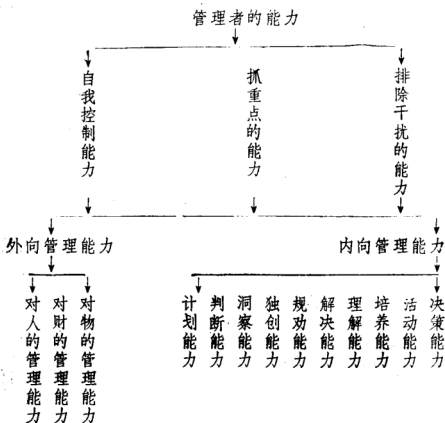 管理者的能力
自我控制能力
抓重点的能力
排除干扰的能力
外向管理能力
内向管理能力
对人的管理能力
对财的管理能力
对物的管理能力
计划能力
判断能力
洞察能力
独创能力
规劝能力
解决能力
理解能力
培养能力
活动能力
决策能力